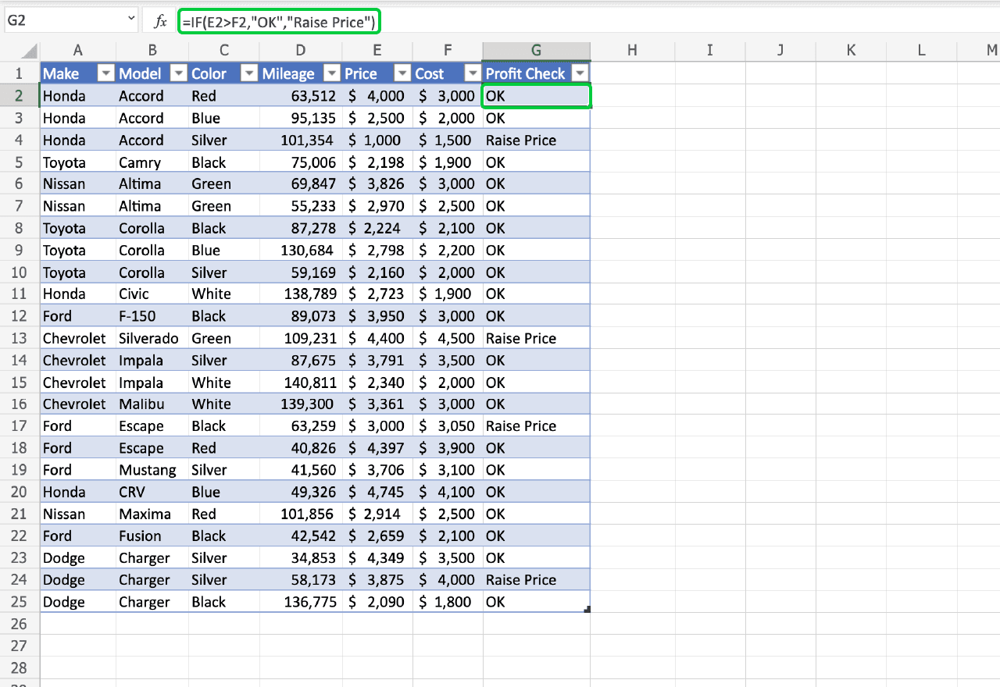 G2 fx =IF(E2>F2,"OK","Raise Price")
A B C D E F G H I J K L M
1 Make Model Color Mileage Price Cost Profit Check
2 Honda Accord Red 63,512 $ 4,000 $ 3,000 OK
3 Honda Accord Blue 95,135 $ 2,500 $ 2,000 OK
4 Honda Accord Silver 101,354 $ 1,000 $ 1,500 Raise Price
5 Toyota Camry Black 75,006 $ 2,198 $ 1,900 OK
6 Nissan Altima Green 69,847 $ 3,826 $ 3,000 OK
7 Nissan Altima Green 55,233 $ 2,970 $ 2,500 OK
8 Toyota Corolla Black 87,278 $ 2,224 $ 2,100 OK
9 Toyota Corolla Blue 130,684 $ 2,798 $ 2,200 OK
10 Toyota Corolla Silver 59,169 $ 2,160 $ 2,000 OK
11 Honda Civic White 138,789 $ 2,723 $ 1,900 OK
12 Ford F-150 Black 89,073 $ 3,950 $ 3,000 OK
13 Chevrolet Silverado Green 109,231 $ 4,400 $ 4,500 Raise Price
14 Chevrolet Impala Silver 87,675 $ 3,791 $ 3,500 OK
15 Chevrolet Impala White 140,811 $ 2,340 $ 2,000 OK
16 Chevrolet Malibu White 139,300 $ 3,361 $ 3,000 OK
17 Ford Escape Black 63,259 $ 3,000 $ 3,050 Raise Price
18 Ford Escape Red 40,826 $ 4,397 $ 3,900 OK
19 Ford Mustang Silver 41,560 $ 3,706 $ 3,100 OK
20 Honda CRV Blue 49,326 $ 4,745 $ 4,100 OK
21 Nissan Maxima Red 101,856 $ 2,914 $ 2,500 OK
22 Ford Fusion Black 42,542 $ 2,659 $ 2,100 OK
23 Dodge Charger Silver 34,853 $ 4,349 $ 3,500 OK
24 Dodge Charger Silver 58,173 $ 3,875 $ 4,000 Raise Price
25 Dodge Charger Black 136,775 $ 2,090 $ 1,800 OK
26
27
28